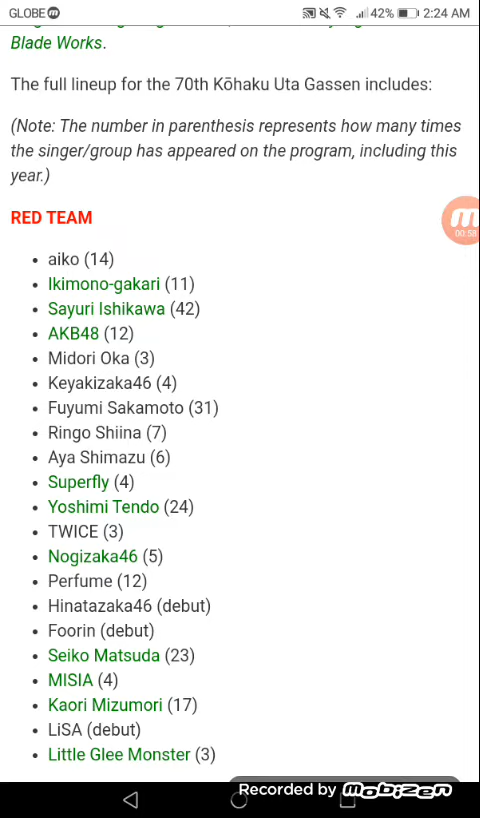 GLOBE 42% 2:24 AM
Blade Works.
The full lineup for the 70th Kōhaku Uta Gassen includes:
(Note: The number in parenthesis represents how many times
the singer/group has appeared on the program, including this
year.)
RED TEAM
00:58
• aiko (14)
• Ikimono-gakari (11)
• Sayuri Ishikawa (42)
• AKB48 (12)
• Midori Oka (3)
• Keyakizaka46 (4)
• Fuyumi Sakamoto (31)
• Ringo Shiina (7)
• Aya Shimazu (6)
• Superfly (4)
• Yoshimi Tendo (24)
• TWICE (3)
• Nogizaka46 (5)
• Perfume (12)
• Hinatazaka46 (debut)
• Foorin (debut)
• Seiko Matsuda (23)
• MISIA (4)
• Kaori Mizumori (17)
• LiSA (debut)
• Little Glee Monster (3)
Recorded by Mobizen